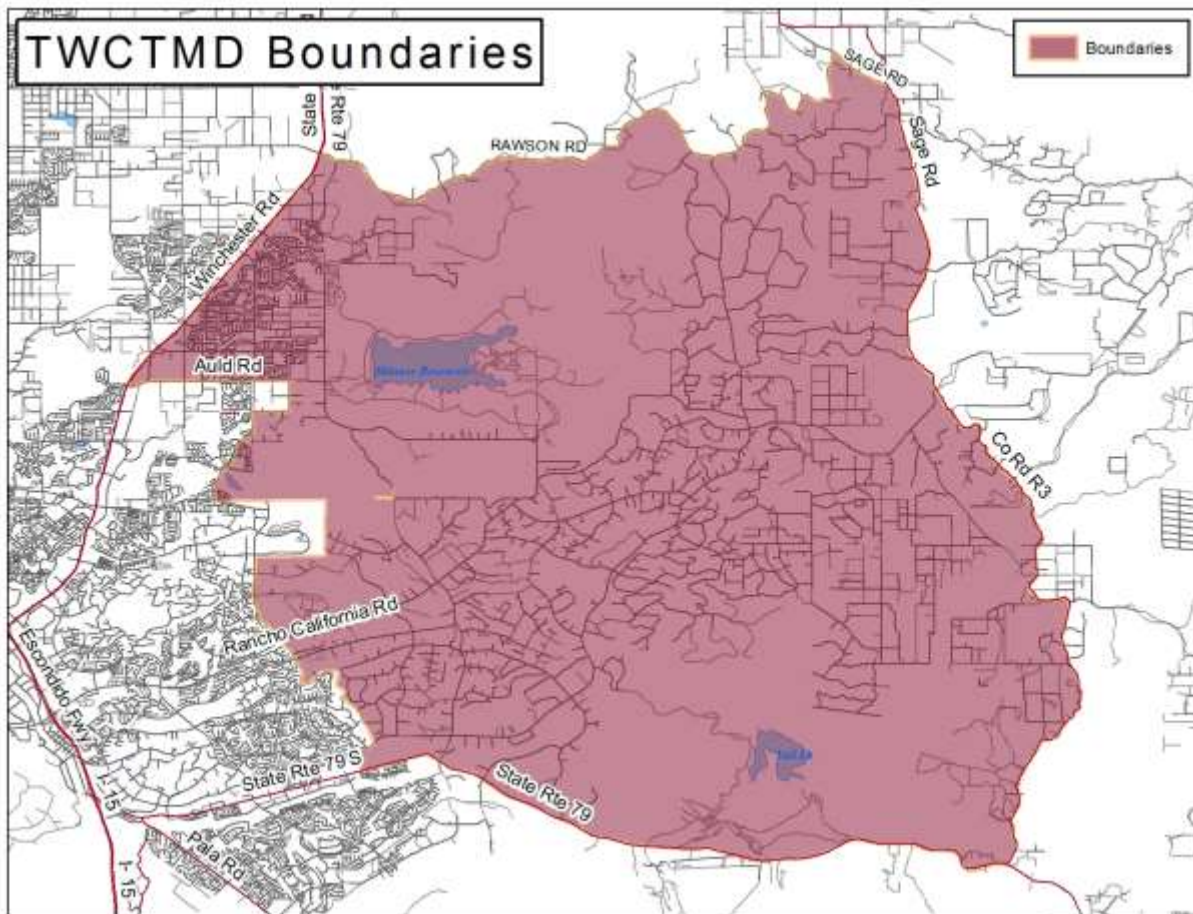 TWCTMD Boundaries
Boundaries
SAGE RD
State
Rte 79
RAWSON RD
Sage Rd
Winchester Rd
Auld Rd
Co Rd R3
Rancho California Rd
Escondido Fwy
I- 15
State Rte 79 S
State Rte 79
Pala Rd
I- 15